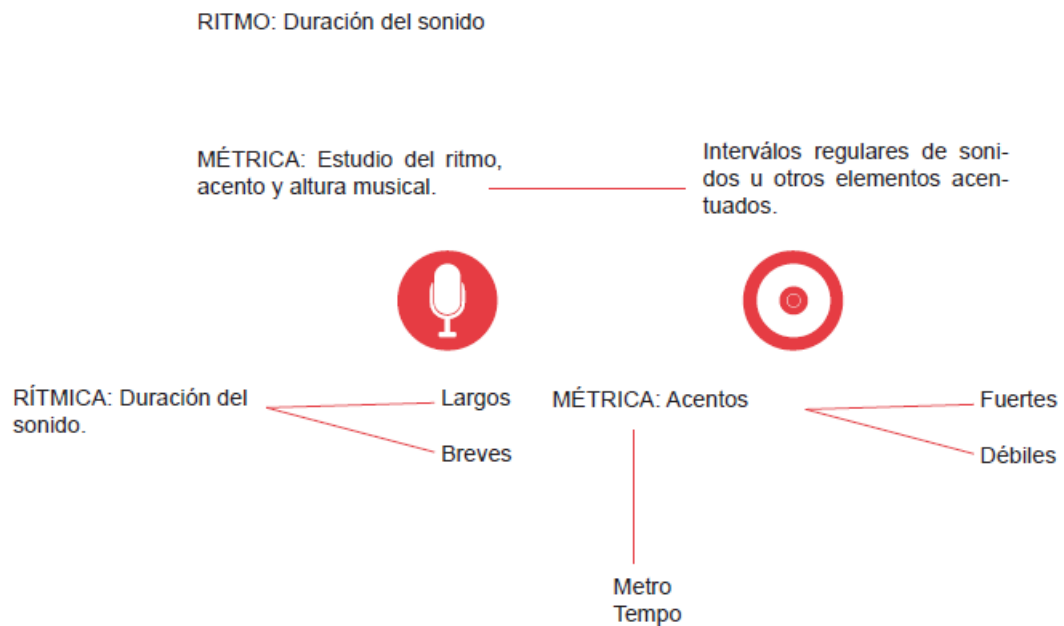 RITMO: Duración del sonido
MÉTRICA: Estudio del ritmo,
acento y altura musical.
Interválos regulares de soni-
dos u otros elementos acen-
tuados.
RÍTMICA: Duración del
sonido.
Largos
Breves
MÉTRICA: Acentos
Fuertes
Débiles
Metro
Tempo